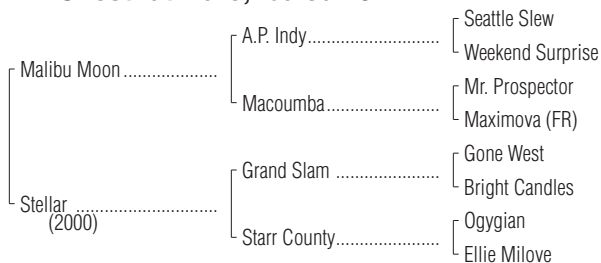 Seattle Slew
A.P. Indy
Weekend Surprise
Malibu Moon
Mr. Prospector
Macoumba
Maximova (FR)
Gone West
Grand Slam
Bright Candles
Stellar
(2000)
Ogygian
Starr County
Ellie Milove